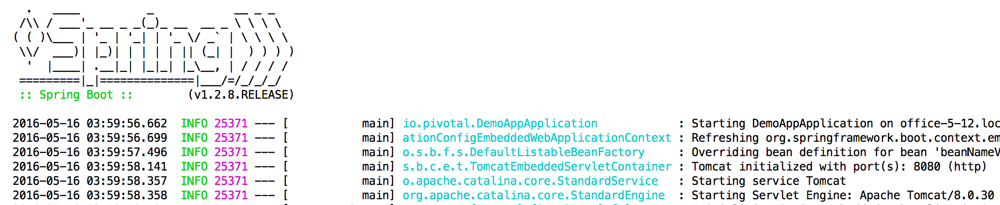 .   ____          _            __ _ _
 /\\ / ___'_ __ _ _(_)_ __  __ _ \ \ \ \
( ( )\___ | '_ | '_| | '_ \/ _` | \ \ \ \
 \\/  ___)| |_)| | | | | || (_| |  ) ) ) )
  '  |____| .__|_| |_|_| |_\__, | / / / /
 =========|_|==============|___/=/_/_/_/
 :: Spring Boot ::        (v1.2.8.RELEASE)
2016-05-16 03:59:56.662  INFO 25371 --- [           main] io.pivotal.DemoAppApplication            : Starting DemoAppApplication on office-5-12.loc
2016-05-16 03:59:56.699  INFO 25371 --- [           main] ationConfigEmbeddedWebApplicationContext : Refreshing org.springframework.boot.context.em
2016-05-16 03:59:57.496  INFO 25371 --- [           main] o.s.b.f.s.DefaultListableBeanFactory     : Overriding bean definition for bean 'beanNameV
2016-05-16 03:59:58.141  INFO 25371 --- [           main] s.b.c.e.t.TomcatEmbeddedServletContainer : Tomcat initialized with port(s): 8080 (http)
2016-05-16 03:59:58.357  INFO 25371 --- [           main] o.apache.catalina.core.StandardService   : Starting service Tomcat
2016-05-16 03:59:58.358  INFO 25371 --- [           main] org.apache.catalina.core.StandardEngine  : Starting Servlet Engine: Apache Tomcat/8.0.30